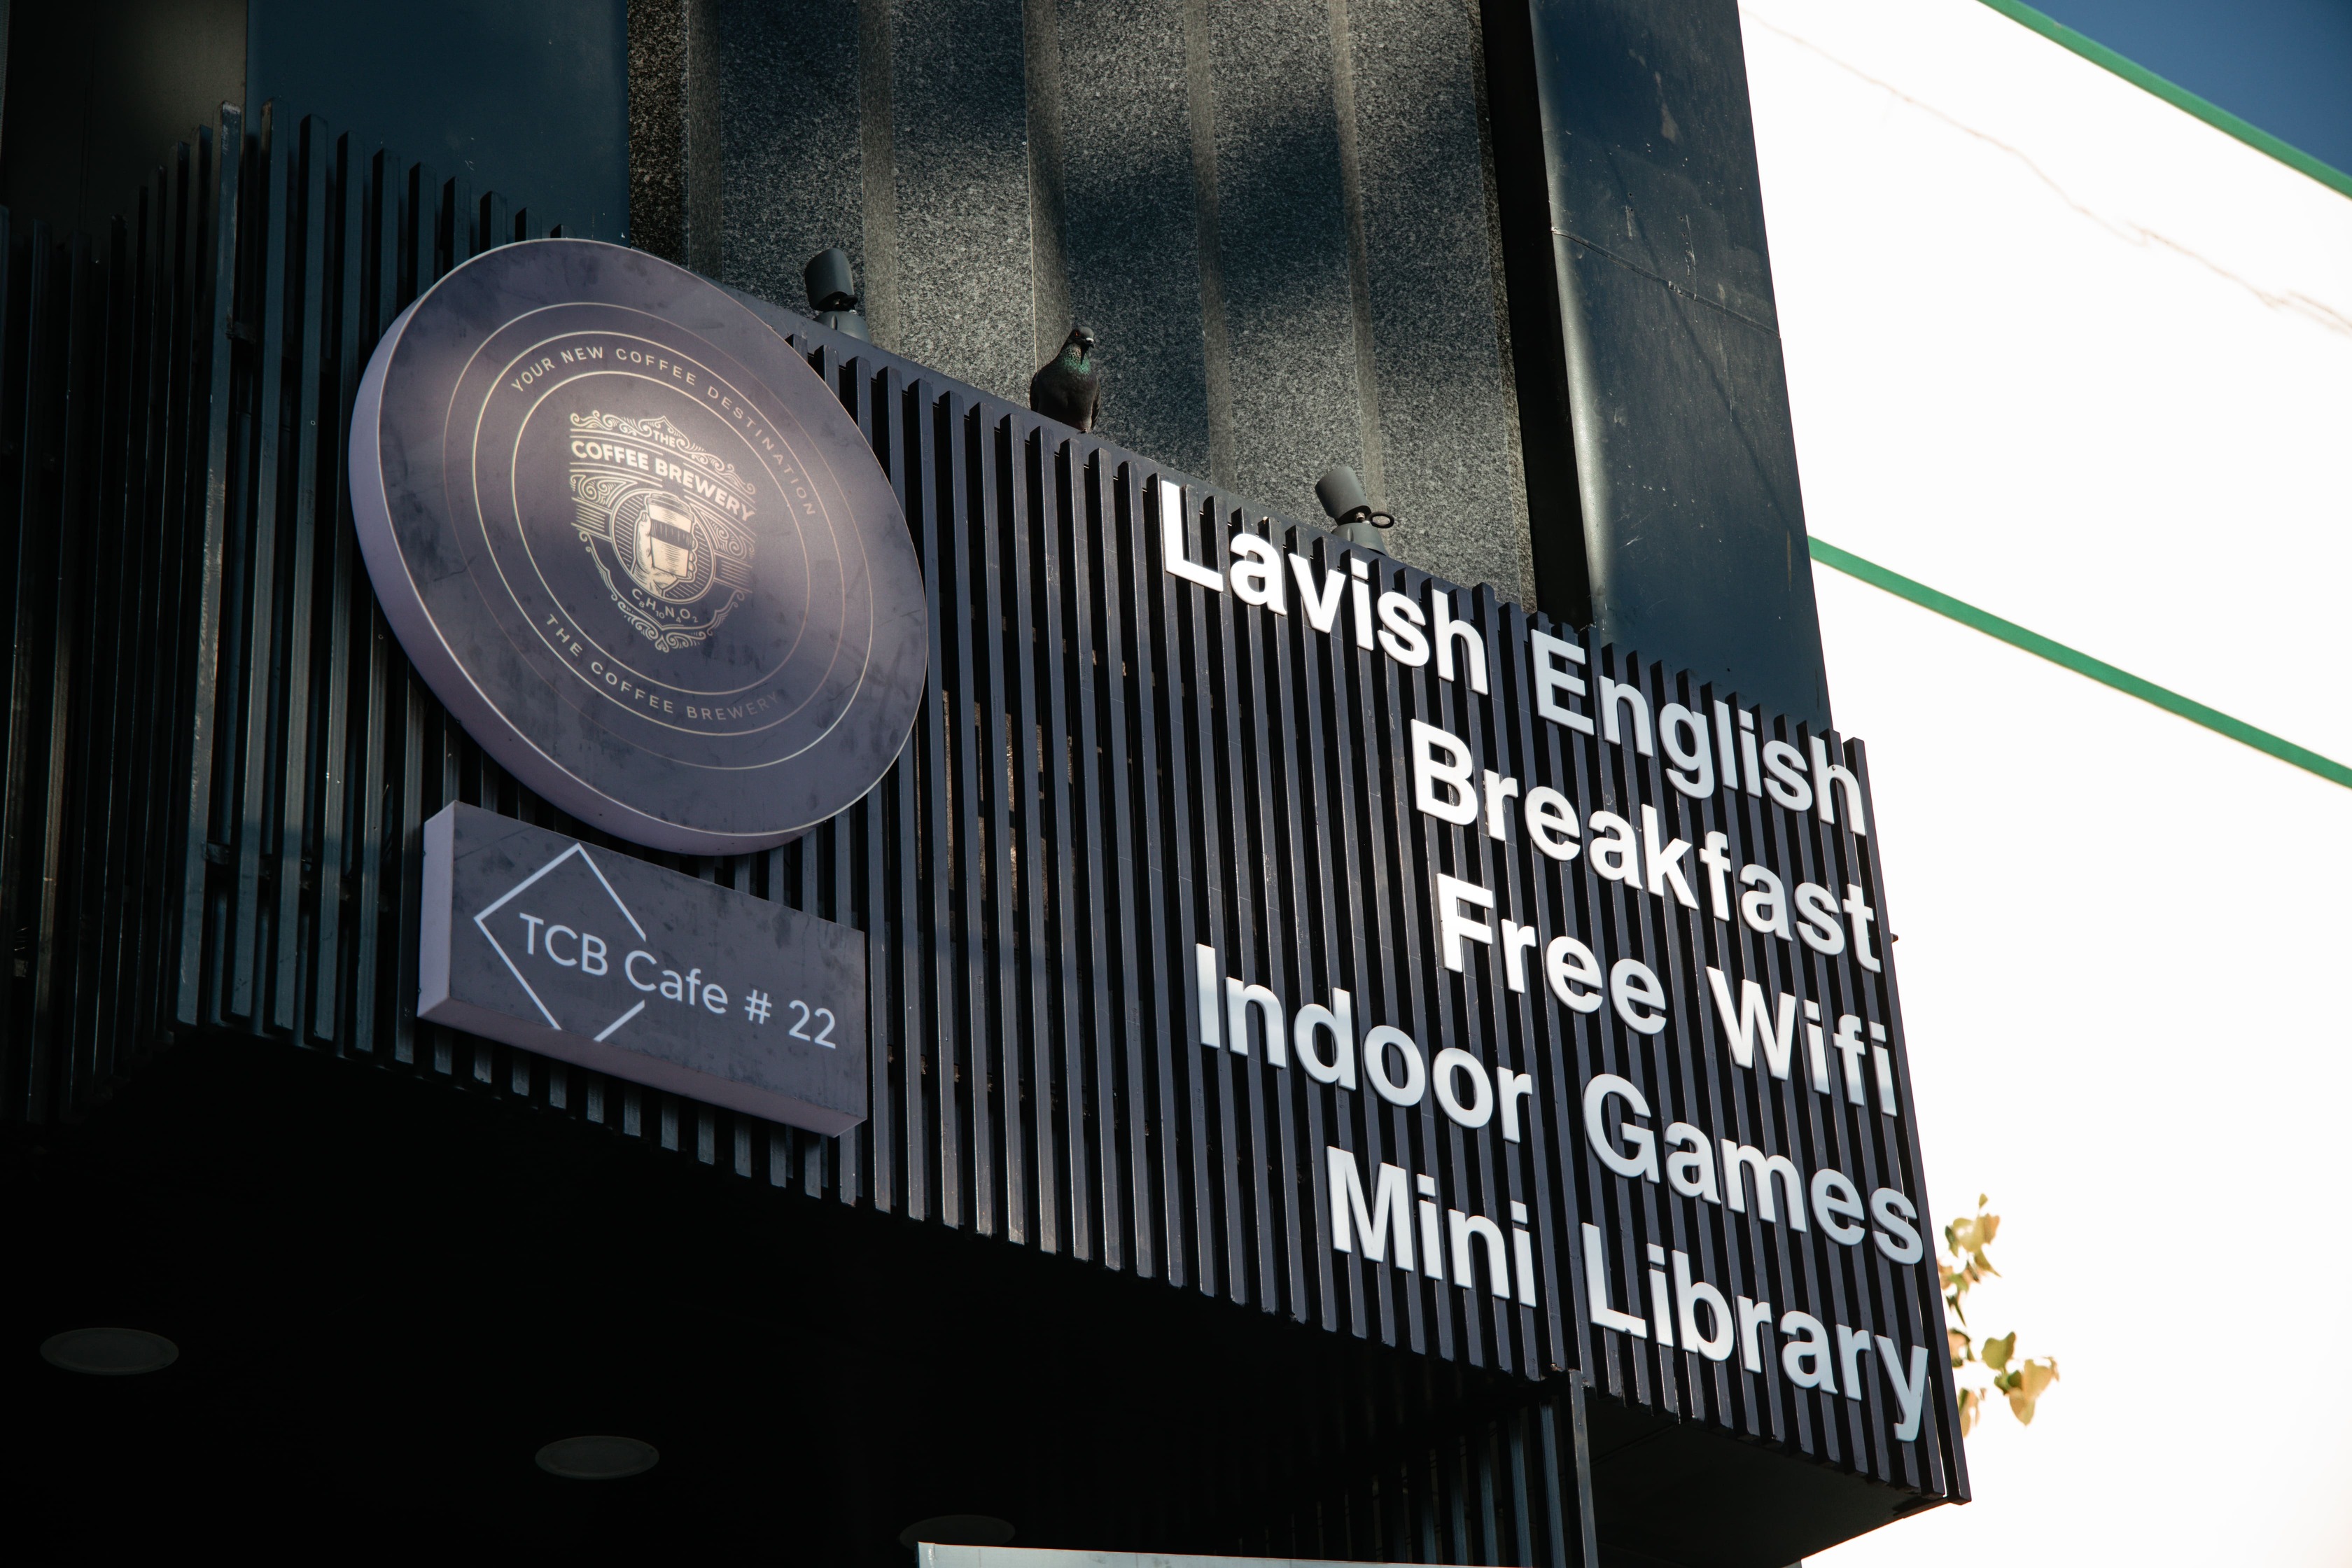 YOUR NEW COFFEE DESTINATION
THE
COFFEE BREWERY
C8H10N4O2
THE COFFEE BREWERY
TCB Cafe # 22
Lavish English
Breakfast
Free Wifi
Indoor Games
Mini Library